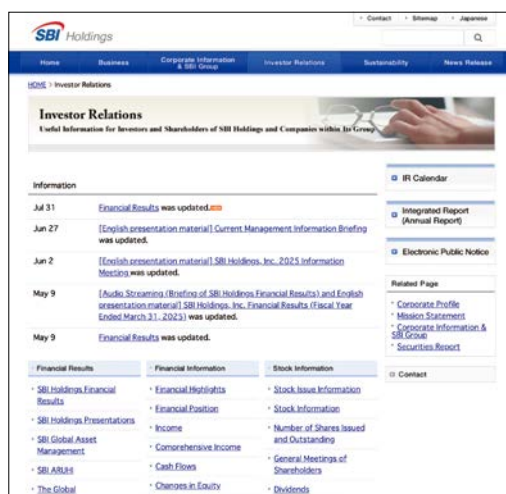 Contact
Sitemap
Japanese
SBI Holdings
Home
Business
Corporate Information
& SBI Group
Investor Relations
Sustainability
News Release
HOME > Investor Relations
Investor Relations
Useful Information for Investors and Shareholders of SBI Holdings and Companies within Its Group
Information
Jul 31
Financial Results was updated.
Jun 27
[English presentation material] Current Management Information Briefing
was updated.
Jun 2
[English presentation material] SBI Holdings, Inc. 2025 Information
Meeting was updated.
May 9
[Audio Streaming (Briefing of SBI Holdings Financial Results) and English
presentation material] SBI Holdings, Inc. Financial Results (Fiscal Year
Ended March 31, 2025) was updated.
May 9
Financial Results was updated.
Financial Results
SBI Holdings Financial
Results
SBI Holdings Presentations
SBI Global Asset
Management
SBI ARUHI
The Global
Financial Information
Financial Highlights
Financial Position
Income
Comprehensive Income
Cash Flows
Changes in Equity
Stock Information
Stock Issue Information
Stock Information
Number of Shares Issued
and Outstanding
General Meetings of
Shareholders
Dividends
IR Calendar
Integrated Report
(Annual Report)
Electronic Public Notice
Related Page
Corporate Profile
Mission Statement
Corporate Information &
SBI Group
Securities Report
Contact